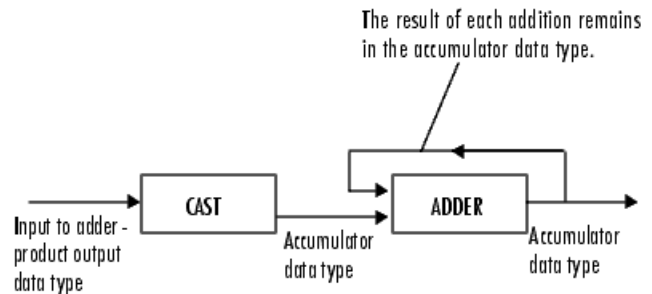 The result of each addition remains
in the accumulator data type.
CAST
ADDER
Input to adder -
product output
data type
Accumulator
data type
Accumulator
data type